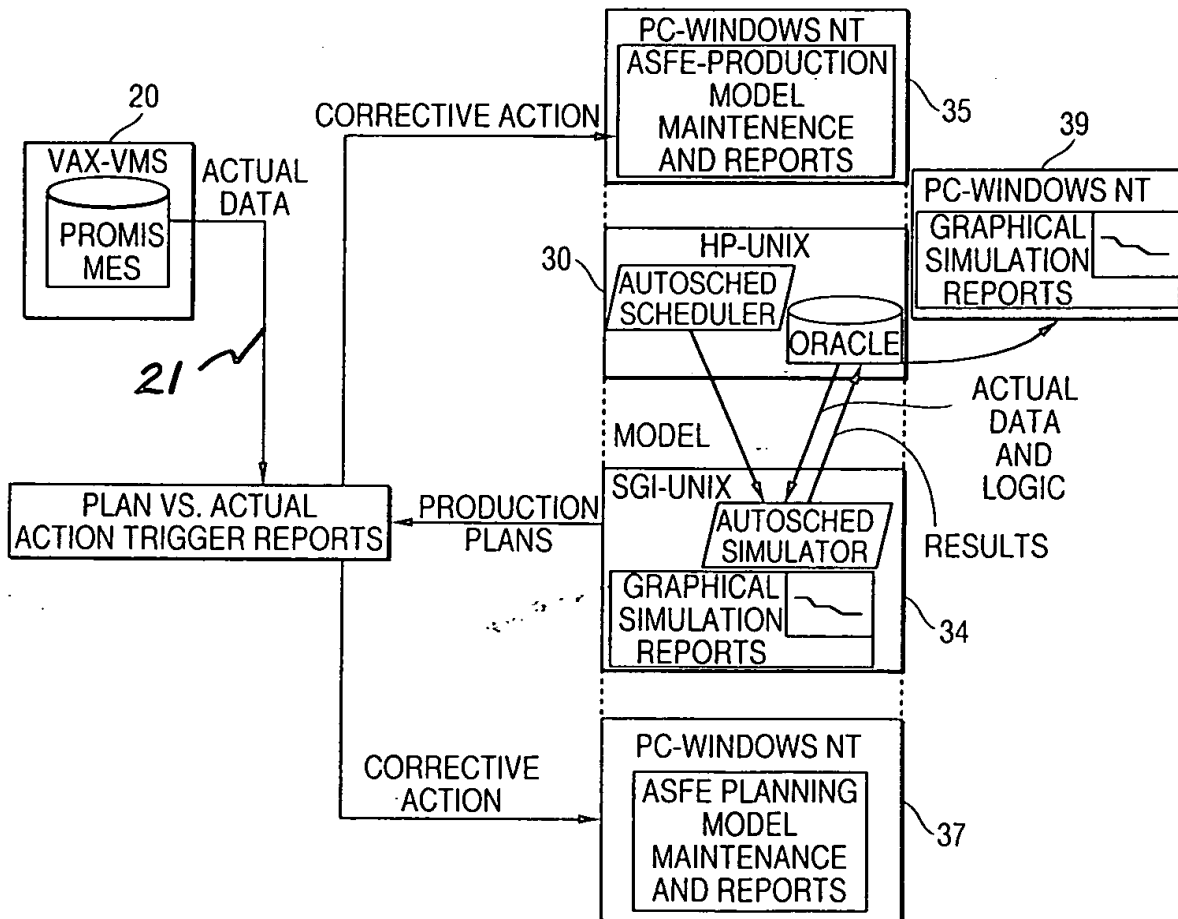 PC-WINDOWS NT
ASFE-PRODUCTION
MODEL
MAINTENENCE
AND REPORTS
35
20
VAX-VMS
PROMIS
MES
ACTUAL
DATA
21
CORRECTIVE ACTION
39
PC-WINDOWS NT
GRAPHICAL
SIMULATION
REPORTS
30
HP-UNIX
AUTOSCHED
SCHEDULER
ORACLE
ACTUAL
DATA
AND
LOGIC
MODEL
PLAN VS. ACTUAL
ACTION TRIGGER REPORTS
PRODUCTION
PLANS
SGI-UNIX
AUTOSCHED
SIMULATOR
RESULTS
GRAPHICAL
SIMULATION
REPORTS
34
CORRECTIVE
ACTION
PC-WINDOWS NT
ASFE PLANNING
MODEL
MAINTENANCE
AND REPORTS
37